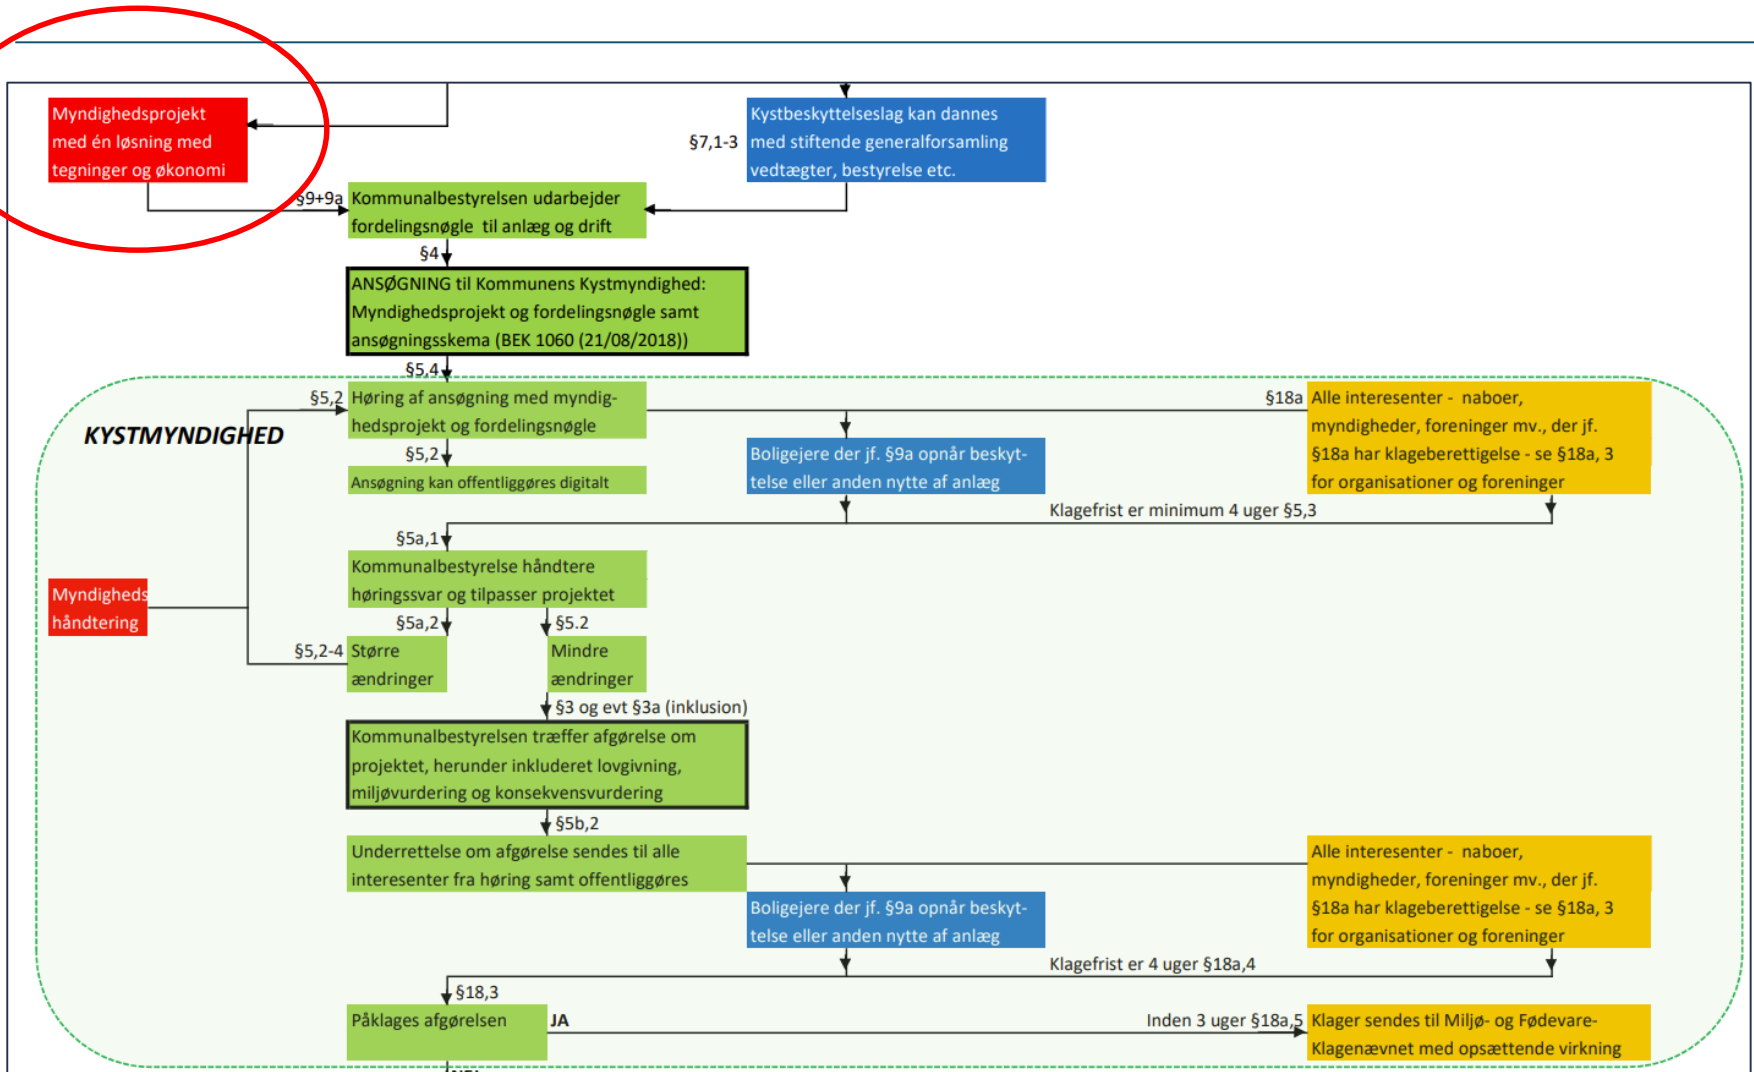 Myndighedsprojekt
med én løsning med
tegninger og økonomi
§7,1-3
Kystbeskyttelseslag kan dannes
med stiftende generalforsamling
vedtægter, bestyrelse etc.
§9+9a
Kommunalbestyrelsen udarbejder
fordelingsnøgle til anlæg og drift
§4
ANSØGNING til Kommunens Kystmyndighed:
Myndighedsprojekt og fordelingsnøgle samt
ansøgningsskema (BEK 1060 (21/08/2018))
§5,4
KYSTMYNDIGHED
§5,2
Høring af ansøgning med myndig-
hedsprojekt og fordelingsnøgle
§18a
Alle interesenter - naboer,
myndigheder, foreninger mv., der jf.
§18a har klageberettigelse - se §18a, 3
for organisationer og foreninger
§5,2
Ansøgning kan offentliggøres digitalt
Boligejere der jf. §9a opnår beskyt-
telse eller anden nytte af anlæg
Klagefrist er minimum 4 uger §5,3
§5a,1
Kommunalbestyrelse håndtere
høringssvar og tilpasser projektet
Myndigheds
håndtering
§5a,2
§5.2
§5,2-4
Større
ændringer
Mindre
ændringer
§3 og evt §3a (inklusion)
Kommunalbestyrelsen træffer afgørelse om
projektet, herunder inkluderet lovgivning,
miljøvurdering og konsekvensvurdering
§5b,2
Underrettelse om afgørelse sendes til alle
interesenter fra høring samt offentliggøres
Alle interesenter - naboer,
myndigheder, foreninger mv., der jf.
§18a har klageberettigelse - se §18a, 3
for organisationer og foreninger
Boligejere der jf. §9a opnår beskyt-
telse eller anden nytte af anlæg
Klagefrist er 4 uger §18a,4
§18,3
Påklages afgørelsen
JA
Inden 3 uger §18a,5
Klager sendes til Miljø- og Fødevare-
Klagenævnet med opsættende virkning